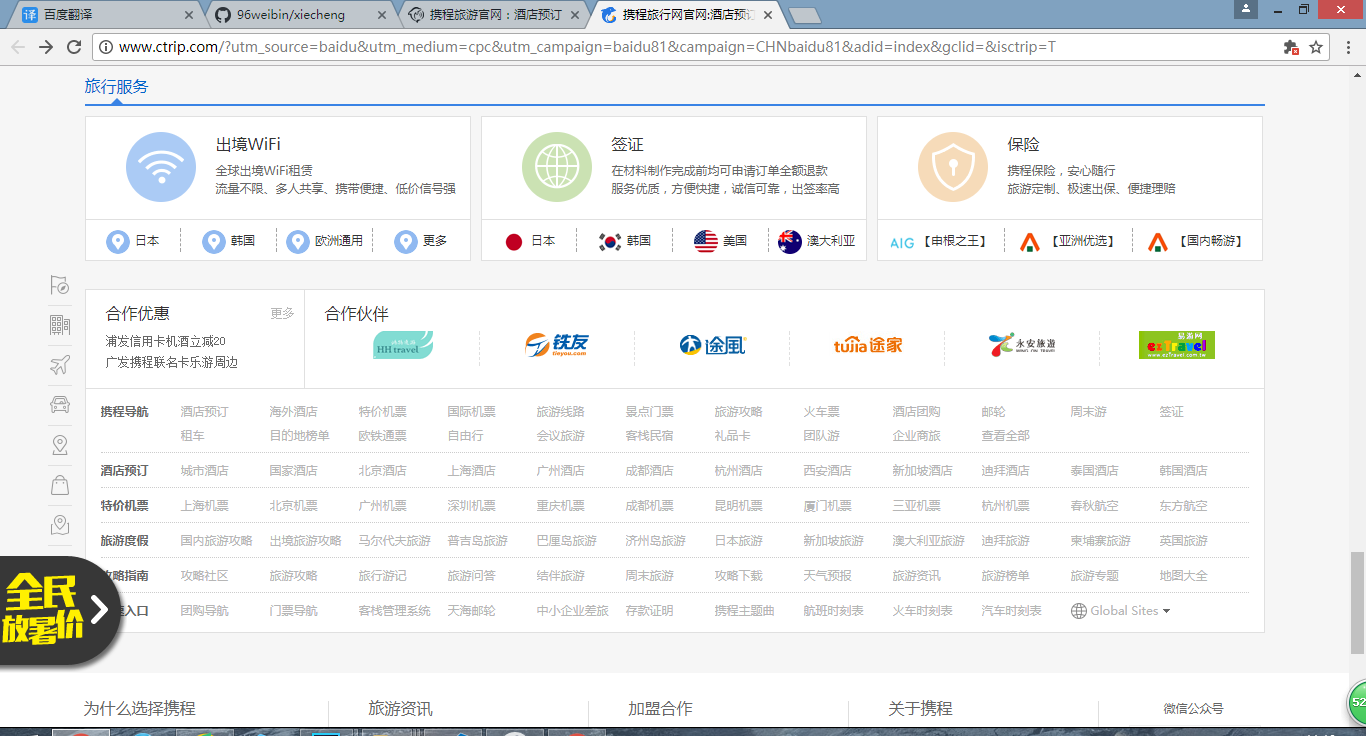 百度翻译
96weibin/xiecheng
携程旅游官网：酒店预订
携程旅行网官网:酒店预订
www.ctrip.com/?utm_source=baidu&utm_medium=cpc&utm_campaign=baidu81&campaign=CHNbaidu81&adid=index&gclid=&isctrip=T
旅行服务
出境WiFi
全球出境WiFi租赁
流量不限、多人共享、携带便捷、低价信号强
日本 韩国 欧洲通用 更多
签证
在材料制作完成前均可申请订单全额退款
服务优质，方便快捷，诚信可靠，出签率高
日本 韩国 美国 澳大利亚
保险
携程保险，安心随行
旅游定制、极速出保、便捷理赔
AIG 【申根之王】 【亚洲优选】 【国内畅游】
合作优惠 更多
浦发信用卡机酒立减20
广发携程联名卡乐游周边
合作伙伴
HH travel
铁友
tieyou.com
途風
tujia途家
永安旅遊
WING ON TRAVEL
易游网
ezTravel
www.ezTravel.com.tw
携程导航 酒店预订 海外酒店 特价机票 国际机票 旅游线路 景点门票 旅游攻略 火车票 酒店团购 邮轮 周末游 签证
租车 目的地榜单 欧铁通票 自由行 会议旅游 客栈民宿 礼品卡 团队游 企业商旅 查看全部
酒店预订 城市酒店 国家酒店 北京酒店 上海酒店 广州酒店 成都酒店 杭州酒店 西安酒店 新加坡酒店 迪拜酒店 泰国酒店 韩国酒店
特价机票 上海机票 北京机票 广州机票 深圳机票 重庆机票 成都机票 昆明机票 厦门机票 三亚机票 杭州机票 春秋航空 东方航空
旅游度假 国内旅游攻略 出境旅游攻略 马尔代夫旅游 普吉岛旅游 巴厘岛旅游 济州岛旅游 日本旅游 新加坡旅游 澳大利亚旅游 迪拜旅游 柬埔寨旅游 英国旅游
攻略指南 攻略社区 旅游攻略 旅行游记 旅游问答 结伴旅游 周末旅游 攻略下载 天气预报 旅游资讯 旅游榜单 旅游专题 地图大全
入口 团购导航 门票导航 客栈管理系统 天海邮轮 中小企业差旅 存款证明 携程主题曲 航班时刻表 火车时刻表 汽车时刻表 Global Sites
全民
放暑价
52
为什么选择携程 旅游资讯 加盟合作 关于携程 微信公众号